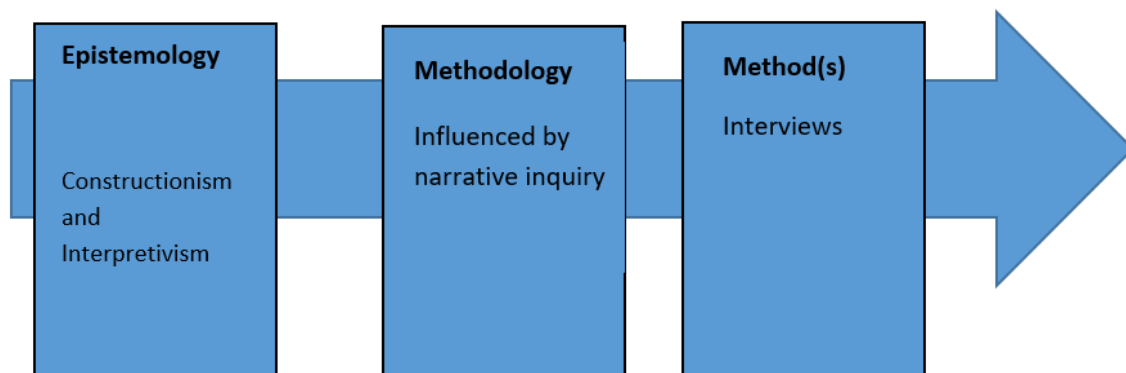 Epistemology
Constructionism
and
Interpretivism
Methodology
Influenced by
narrative inquiry
Method(s)
Interviews